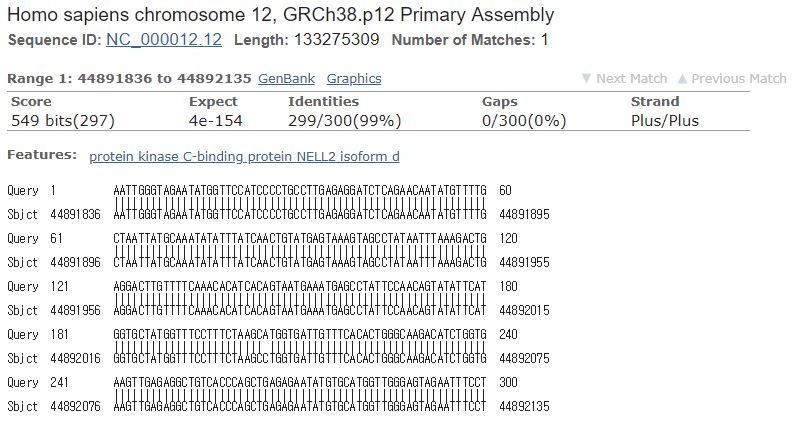 Homo sapiens chromosome 12, GRCh38.p12 Primary Assembly
Sequence ID: NC_000012.12 Length: 133275309 Number of Matches: 1
Range 1: 44891836 to 44892135 GenBank Graphics ▼ Next Match ▲ Previous Match
Score Expect Identities Gaps Strand
549 bits(297) 4e-154 299/300(99%) 0/300(0%) Plus/Plus
Features: protein kinase C-binding protein NELL2 isoform d
Query 1 AATTGGGTAGAATATGGTTCCATCCCCTGCCTTGAGAGGATCTCAGAACAATATGTTTTG 60
||||||||||||||||||||||||||||||||||||||||||||||||||||||||||||
Sbjct 44891836 AATTGGGTAGAATATGGTTCCATCCCCTGCCTTGAGAGGATCTCAGAACAATATGTTTTG 44891895
Query 61 CTAATTATGCAAATATATTTATCAACTGTATGAGTAAAGTAGCCTATAATTTAAAGACTG 120
||||||||||||||||||||||||||||||||||||||||||||||||||||||||||||
Sbjct 44891896 CTAATTATGCAAATATATTTATCAACTGTATGAGTAAAGTAGCCTATAATTTAAAGACTG 44891955
Query 121 AGGACTTGTTTTCAAACACATCACAGTAATGAAATGAGCCTATTCCAACAGTATATTCAT 180
||||||||||||||||||||||||||||||||||||||||||||||||||||||||||||
Sbjct 44891956 AGGACTTGTTTTCAAACACATCACAGTAATGAAATGAGCCTATTCCAACAGTATATTCAT 44892015
Query 181 GGTGCTATGGTTTCCTTTCTAAGCATGGTGATTGTTTCACACTGGGCAAGACATCTGGTG 240
|||||||||||||||||||||||| |||||||||||||||||||||||||||||||||||
Sbjct 44892016 GGTGCTATGGTTTCCTTTCTAAGCCTGGTGATTGTTTCACACTGGGCAAGACATCTGGTG 44892075
Query 241 AAGTTGAGAGGCTGTCACCCAGCTGAGAGAATATGTGCATGGTTGGGAGTAGAATTTCCT 300
||||||||||||||||||||||||||||||||||||||||||||||||||||||||||||
Sbjct 44892076 AAGTTGAGAGGCTGTCACCCAGCTGAGAGAATATGTGCATGGTTGGGAGTAGAATTTCCT 44892135